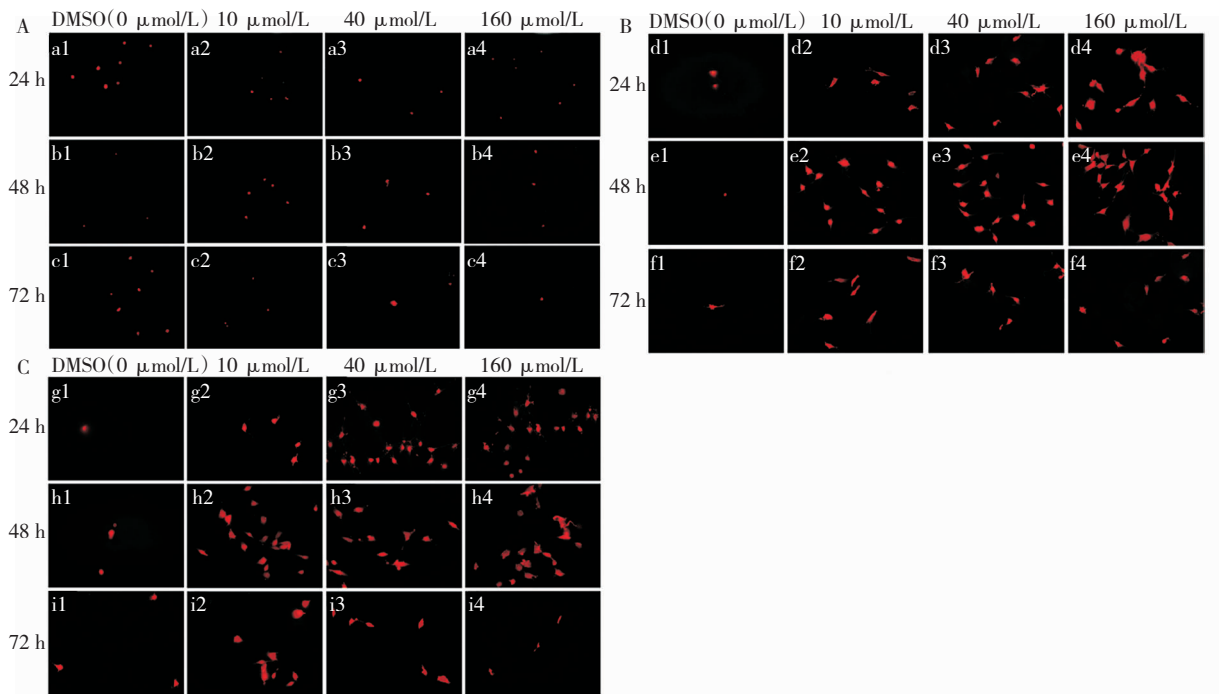 A
DMSO(0 μmol/L) 10 μmol/L 40 μmol/L 160 μmol/L
24 h
a1 a2 a3 a4
48 h
b1 b2 b3 b4
72 h
c1 c2 c3 c4
B
DMSO(0 μmol/L) 10 μmol/L 40 μmol/L 160 μmol/L
24 h
d1 d2 d3 d4
48 h
e1 e2 e3 e4
72 h
f1 f2 f3 f4
C
DMSO(0 μmol/L) 10 μmol/L 40 μmol/L 160 μmol/L
24 h
g1 g2 g3 g4
48 h
h1 h2 h3 h4
72 h
i1 i2 i3 i4